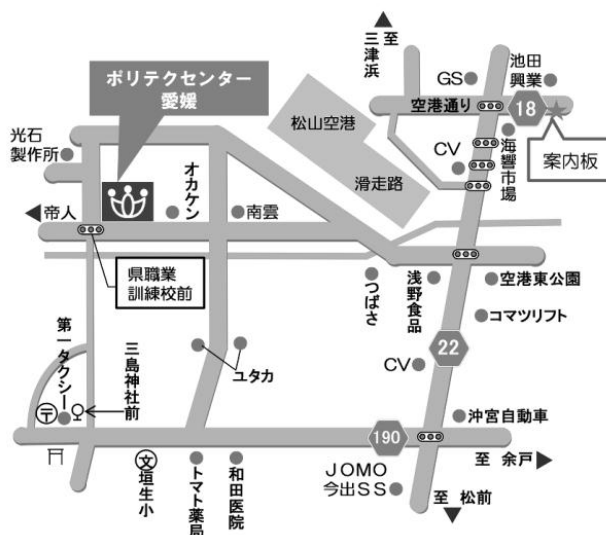 至
三津浜
GS
池田
興業
ポリテクセンター
愛媛
空港通り
18
案内板
海響市場
CV
松山空港
滑走路
光石
製作所
オカケン
南雲
帝人
県職業
訓練校前
つばさ
浅野食品
空港東公園
コマツリフト
22
CV
第一タクシー
三島神社前
ユタカ
沖宮自動車
190
〒
文
垣生小
トマト薬局
和田医院
JOMO
今出SS
至 余戸
至 松前